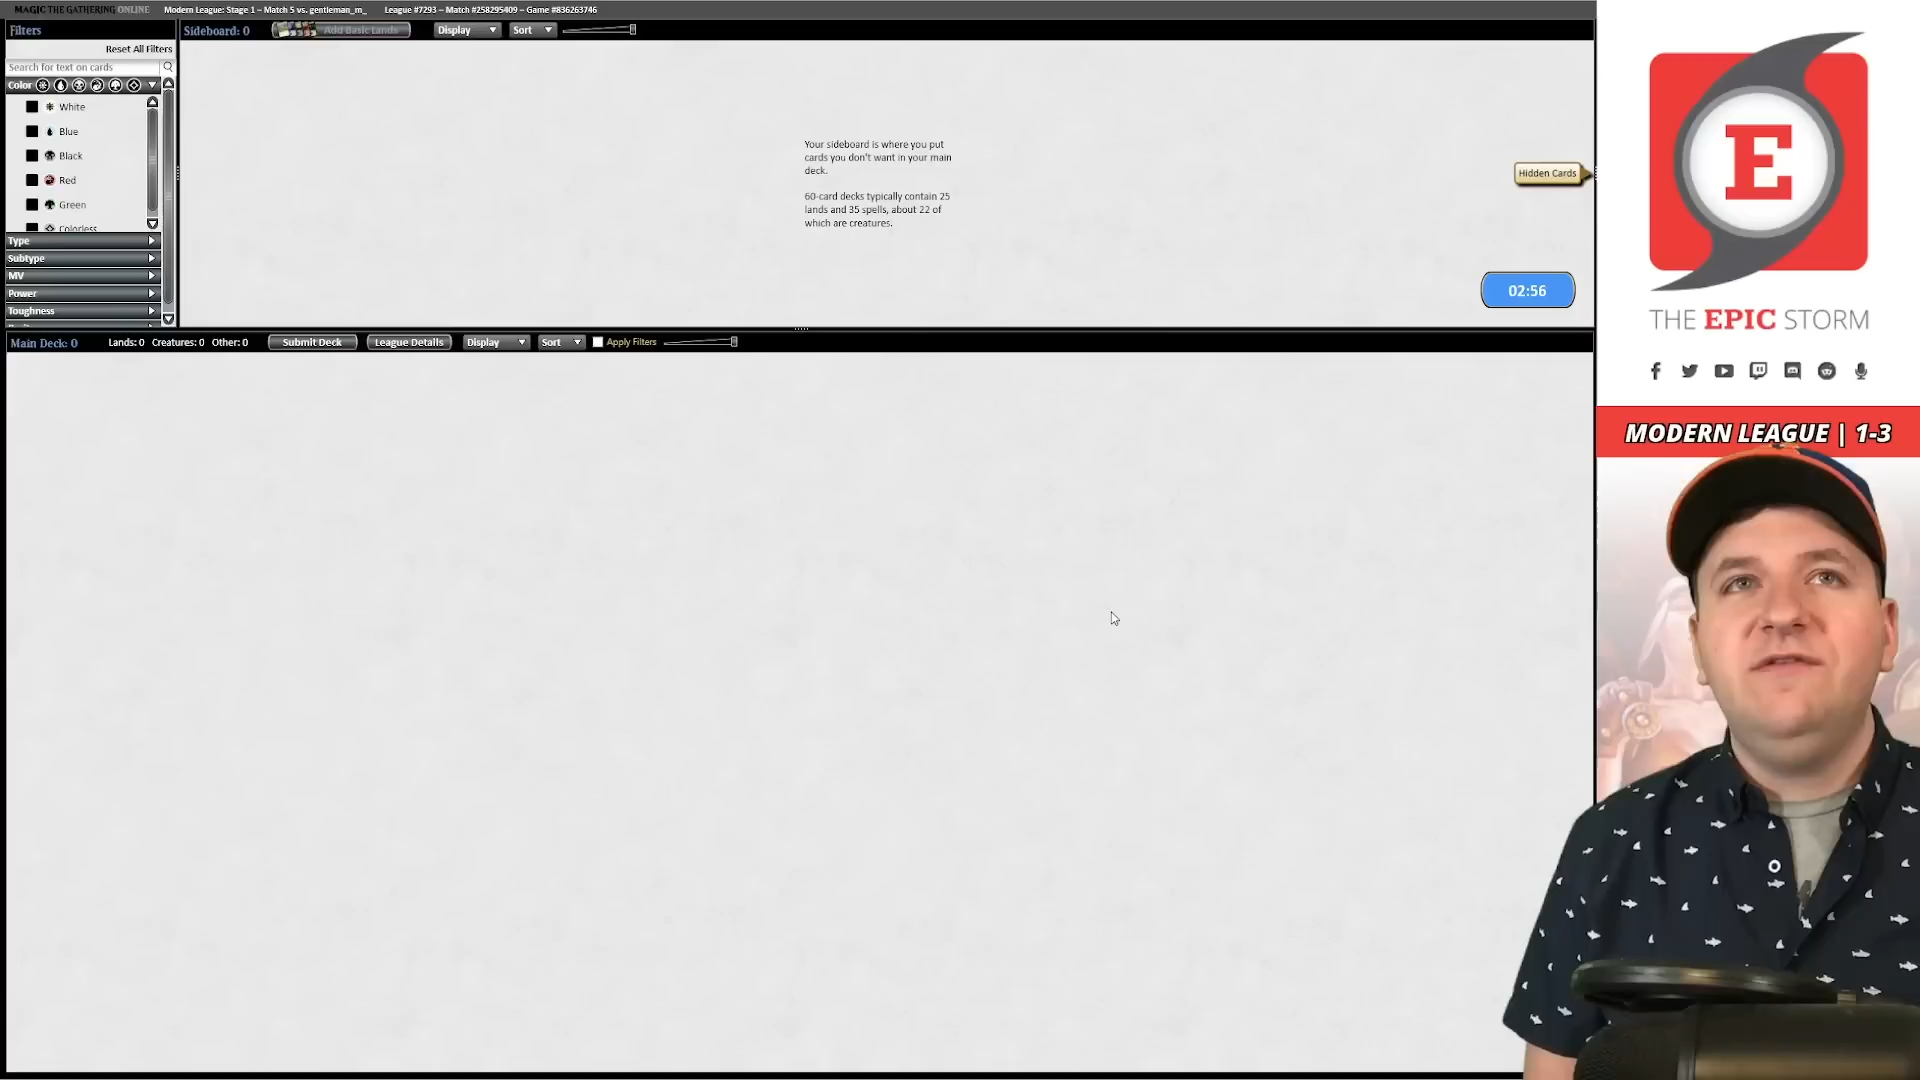 MAGIC THE GATHERING ONLINE
Modern League: Stage 1 – Match 5 vs. gentleman_m_
League #7293 – Match #258295409 – Game #836263746
Filters
Sideboard: 0
Add Basic Lands
Display
Sort
Reset All Filters
Search for text on cards
Color
White
Blue
Black
Red
Green
Colorless
Type
Subtype
MV
Power
Toughness
Your sideboard is where you put
cards you don't want in your main
deck.
60-card decks typically contain 25
lands and 35 spells, about 22 of
which are creatures.
Hidden Cards
02:56
Main Deck: 0
Lands: 0 Creatures: 0 Other: 0
Submit Deck
League Details
Display
Sort
Apply Filters
E
THE EPIC STORM
MODERN LEAGUE | 1-3